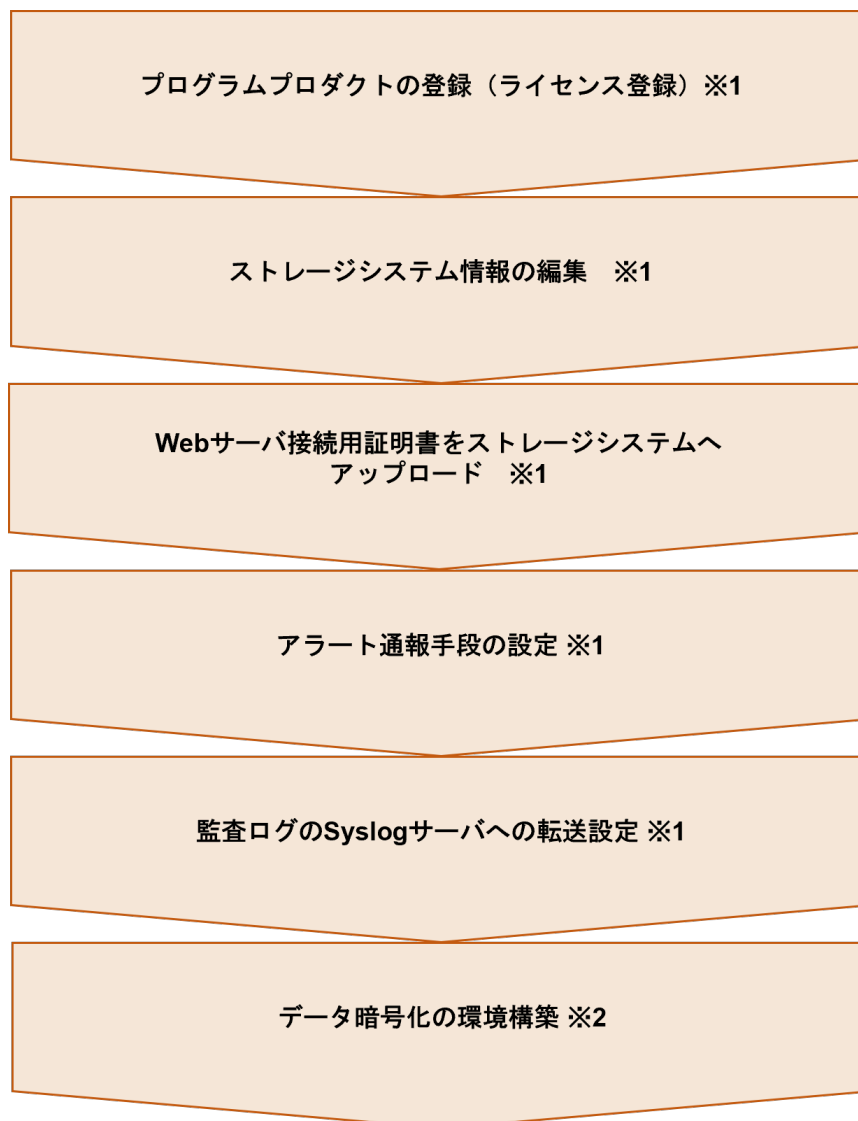 プログラムプロダクトの登録（ライセンス登録）※1
ストレージシステム情報の編集　※1
Webサーバ接続用証明書をストレージシステムへ
アップロード　※1
アラート通報手段の設定 ※1
監査ログのSyslogサーバへの転送設定 ※1
データ暗号化の環境構築 ※2